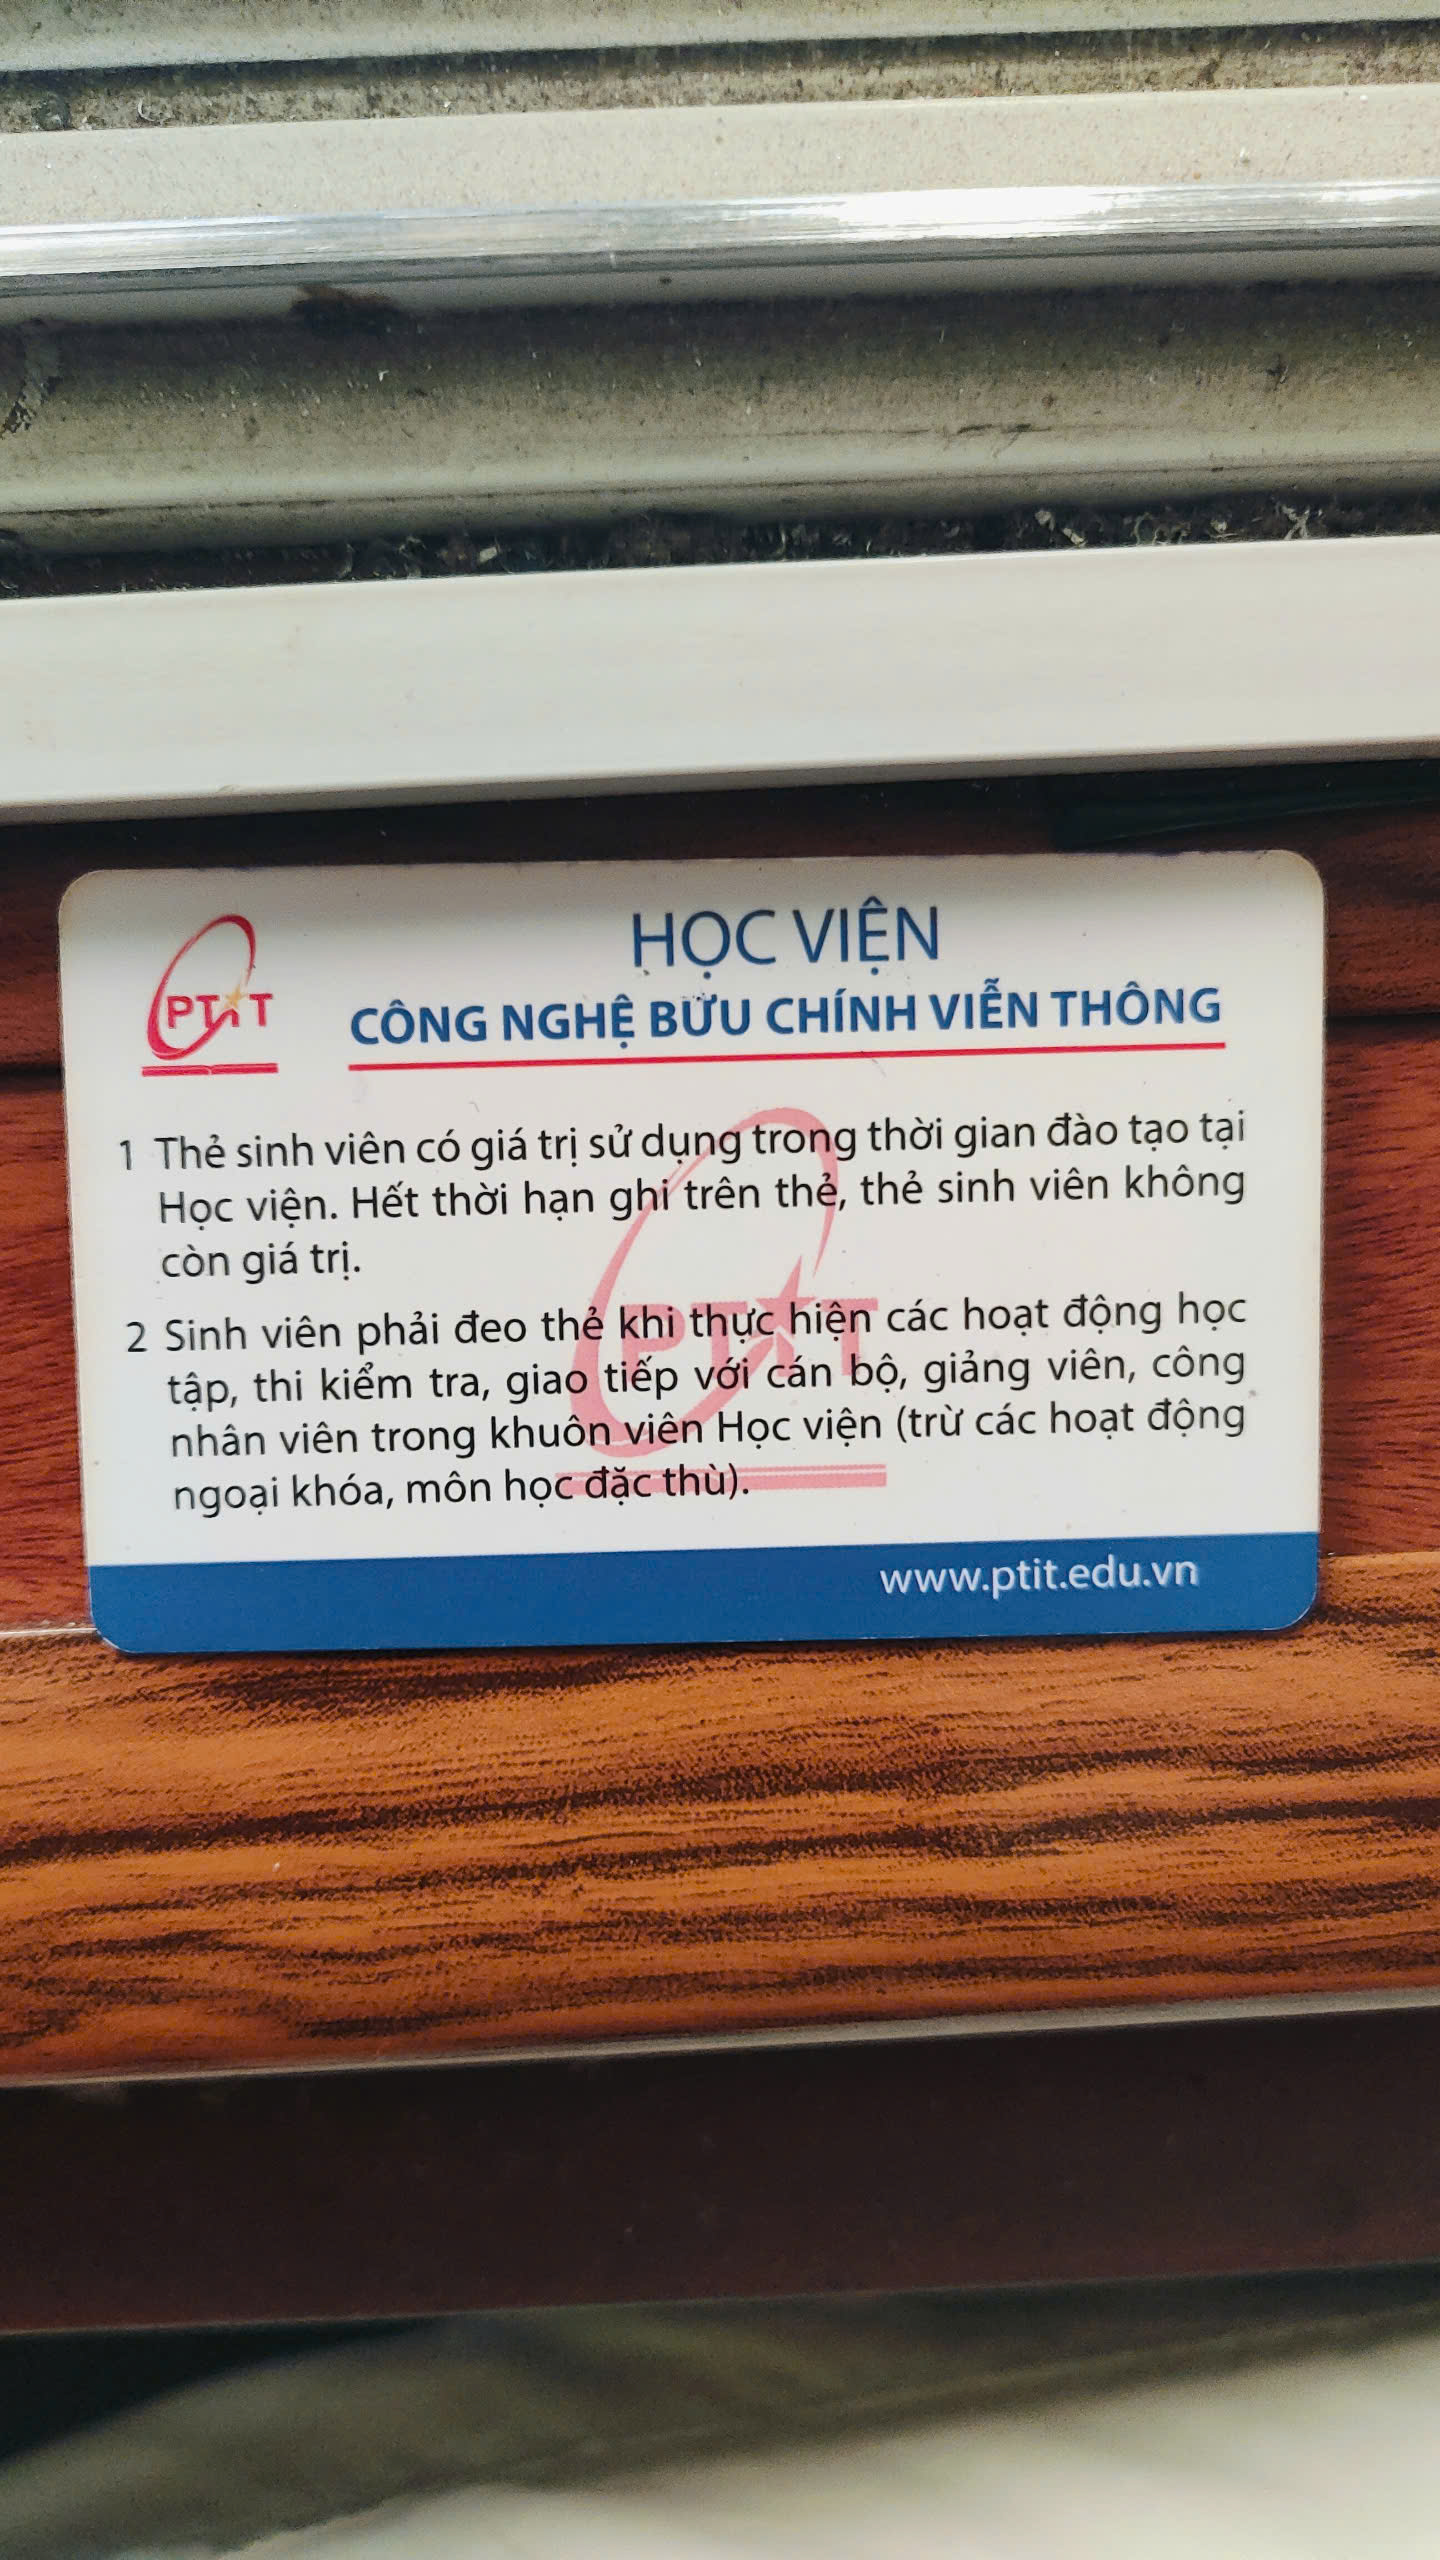 PTIT
HỌC VIỆN
CÔNG NGHỆ BƯU CHÍNH VIỄN THÔNG
1 Thẻ sinh viên có giá trị sử dụng trong thời gian đào tạo tại
Học viện. Hết thời hạn ghi trên thẻ, thẻ sinh viên không
còn giá trị.
2 Sinh viên phải đeo thẻ khi thực hiện các hoạt động học
tập, thi kiểm tra, giao tiếp với cán bộ, giảng viên, công
nhân viên trong khuôn viên Học viện (trừ các hoạt động
ngoại khóa, môn học đặc thù).
PTIT
www.ptit.edu.vn